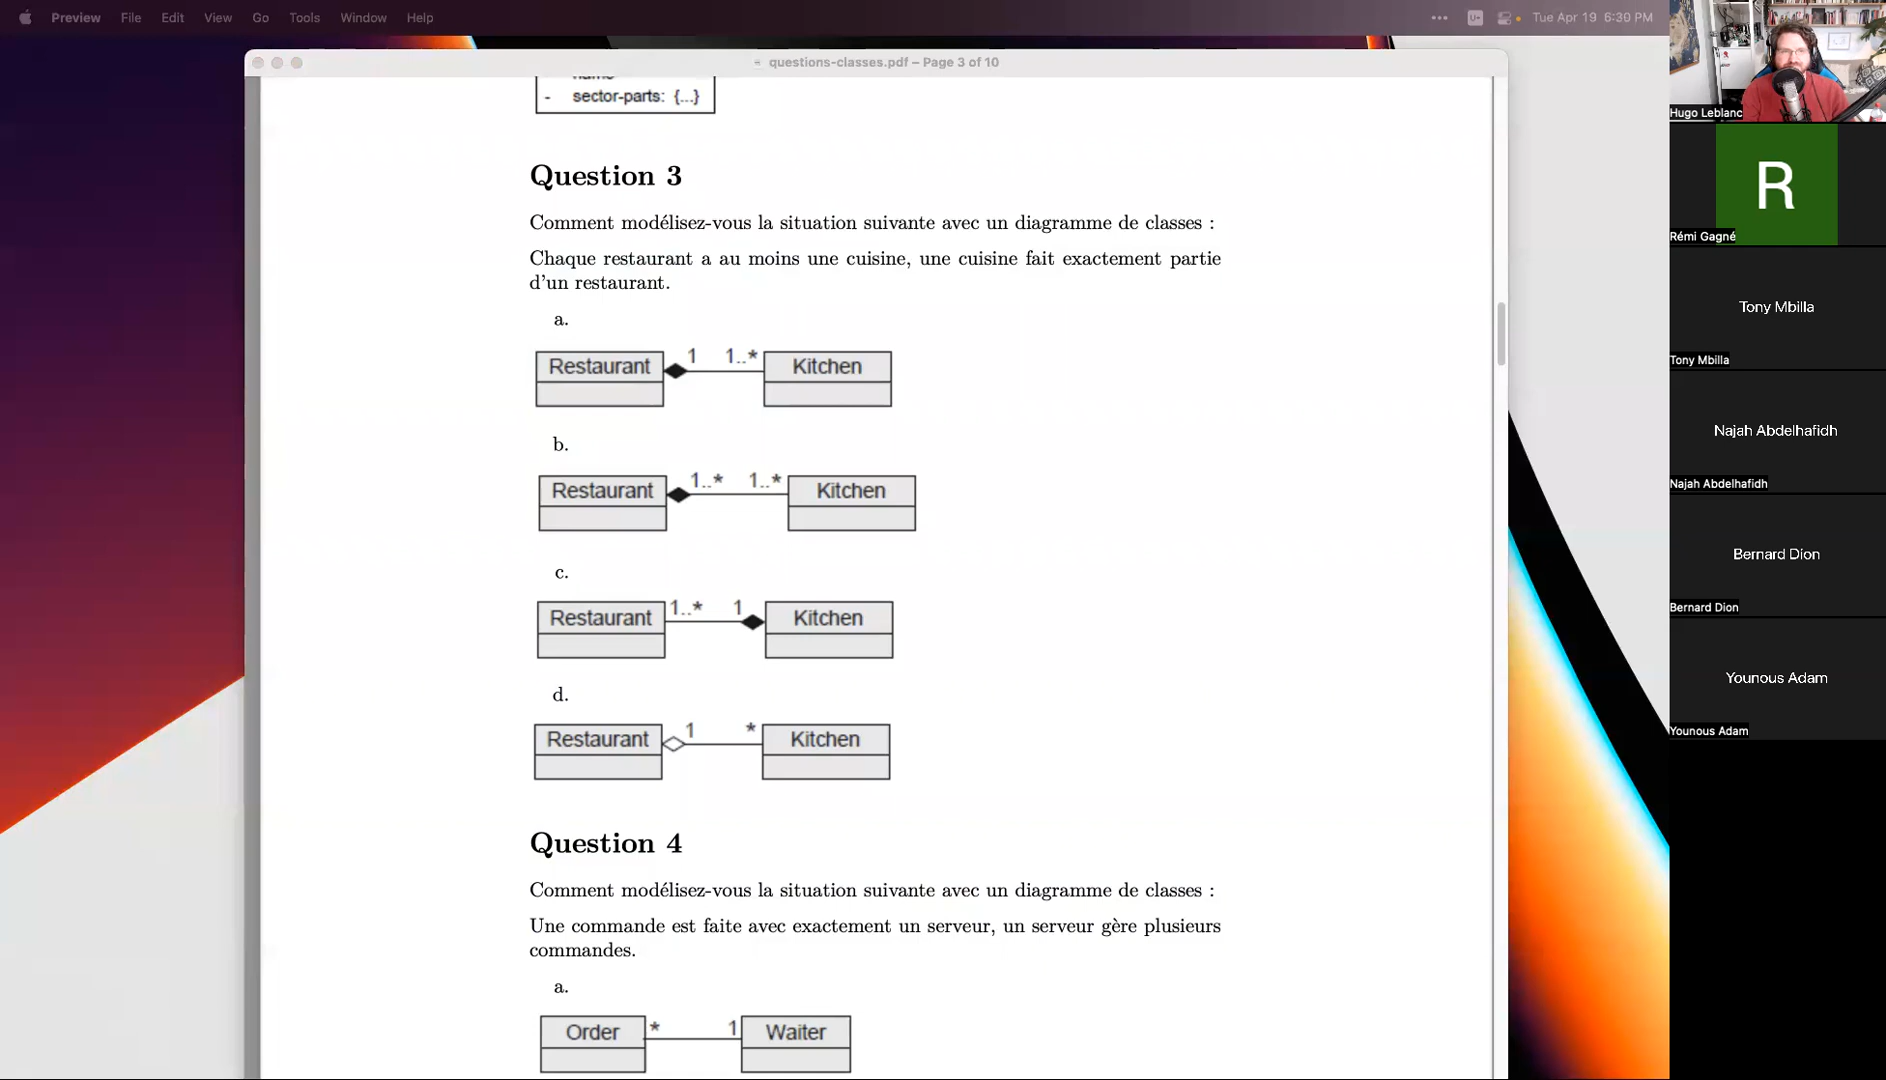 Preview File Edit View Go Tools Window Help
Tue Apr 19 6:30 PM
questions-classes.pdf – Page 3 of 10
- sector-parts: {...}
Question 3
Comment modélisez-vous la situation suivante avec un diagramme de classes :
Chaque restaurant a au moins une cuisine, une cuisine fait exactement partie
d'un restaurant.
a.
Restaurant 1 1..* Kitchen
b.
Restaurant 1..* 1..* Kitchen
c.
Restaurant 1..* 1 Kitchen
d.
Restaurant 1 * Kitchen
Question 4
Comment modélisez-vous la situation suivante avec un diagramme de classes :
Une commande est faite avec exactement un serveur, un serveur gère plusieurs
commandes.
a.
Order * 1 Waiter
Hugo Leblanc
R
Rémi Gagné
Tony Mbilla
Tony Mbilla
Najah Abdelhafidh
Najah Abdelhafidh
Bernard Dion
Bernard Dion
Younous Adam
Younous Adam